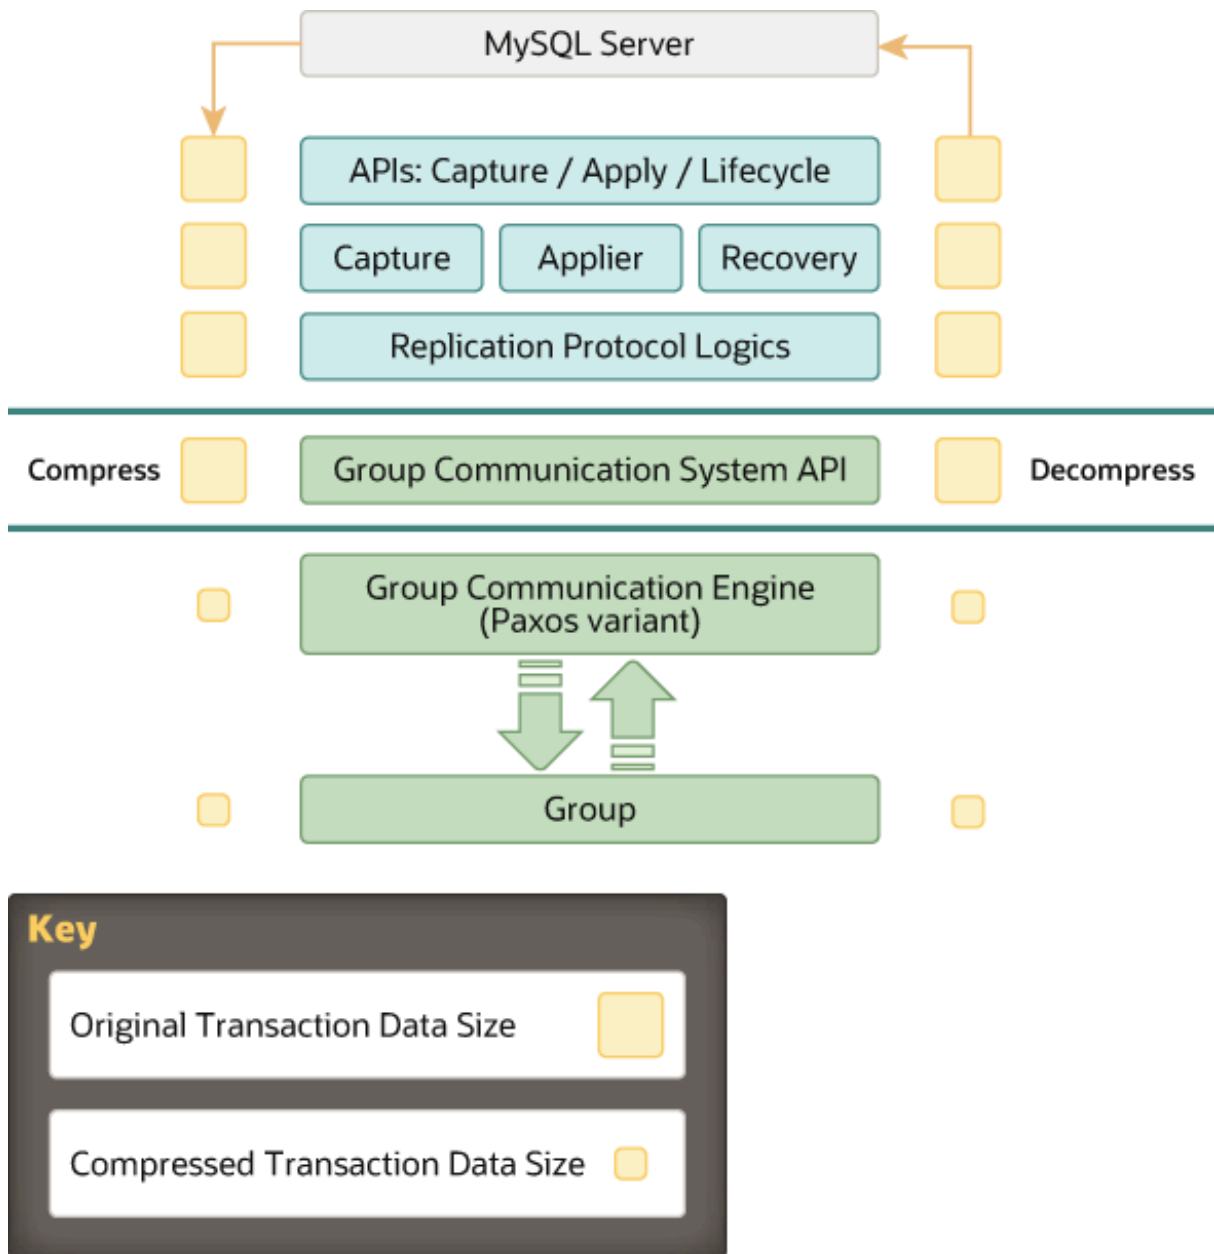 MySQL Server
APIs: Capture / Apply / Lifecycle
Capture
Applier
Recovery
Replication Protocol Logics
Compress
Group Communication System API
Decompress
Group Communication Engine
(Paxos variant)
Group
Key
Original Transaction Data Size
Compressed Transaction Data Size